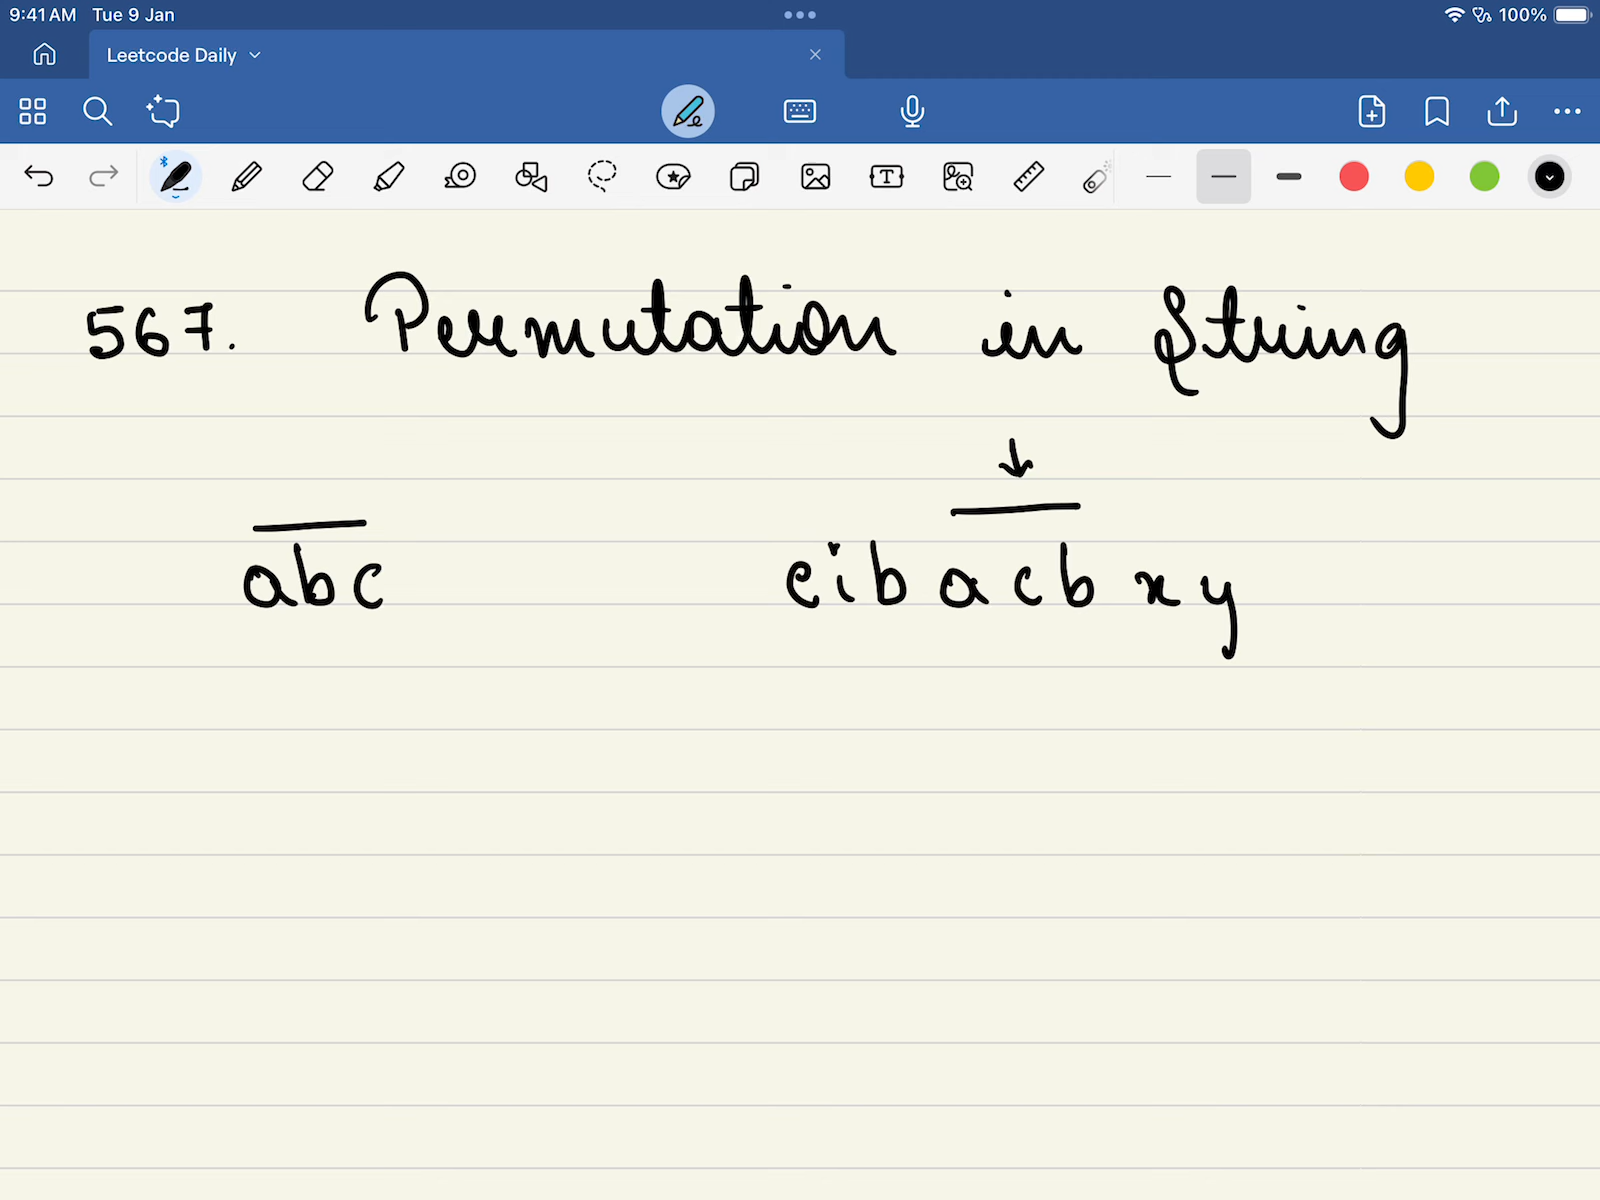 9:41 AM Tue 9 Jan 100%
Leetcode Daily
567. Permutation in String
abc eibacbxy